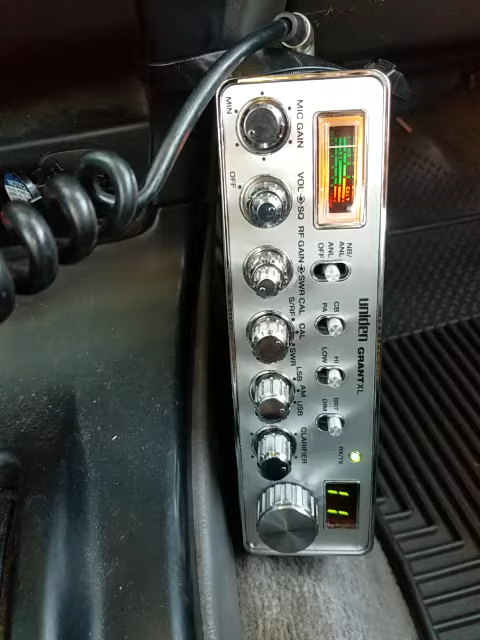 MIN
MIC GAIN
OFF
VOL
SQ
RF GAIN
SWR CAL
S/RF
CAL
SWR
LSB
AM
USB
CLARIFIER
NB/
ANL
ANL
OFF
CB
PA
HI
LOW
BRT
DIM
RX/TX
uniden GRANT XL
11